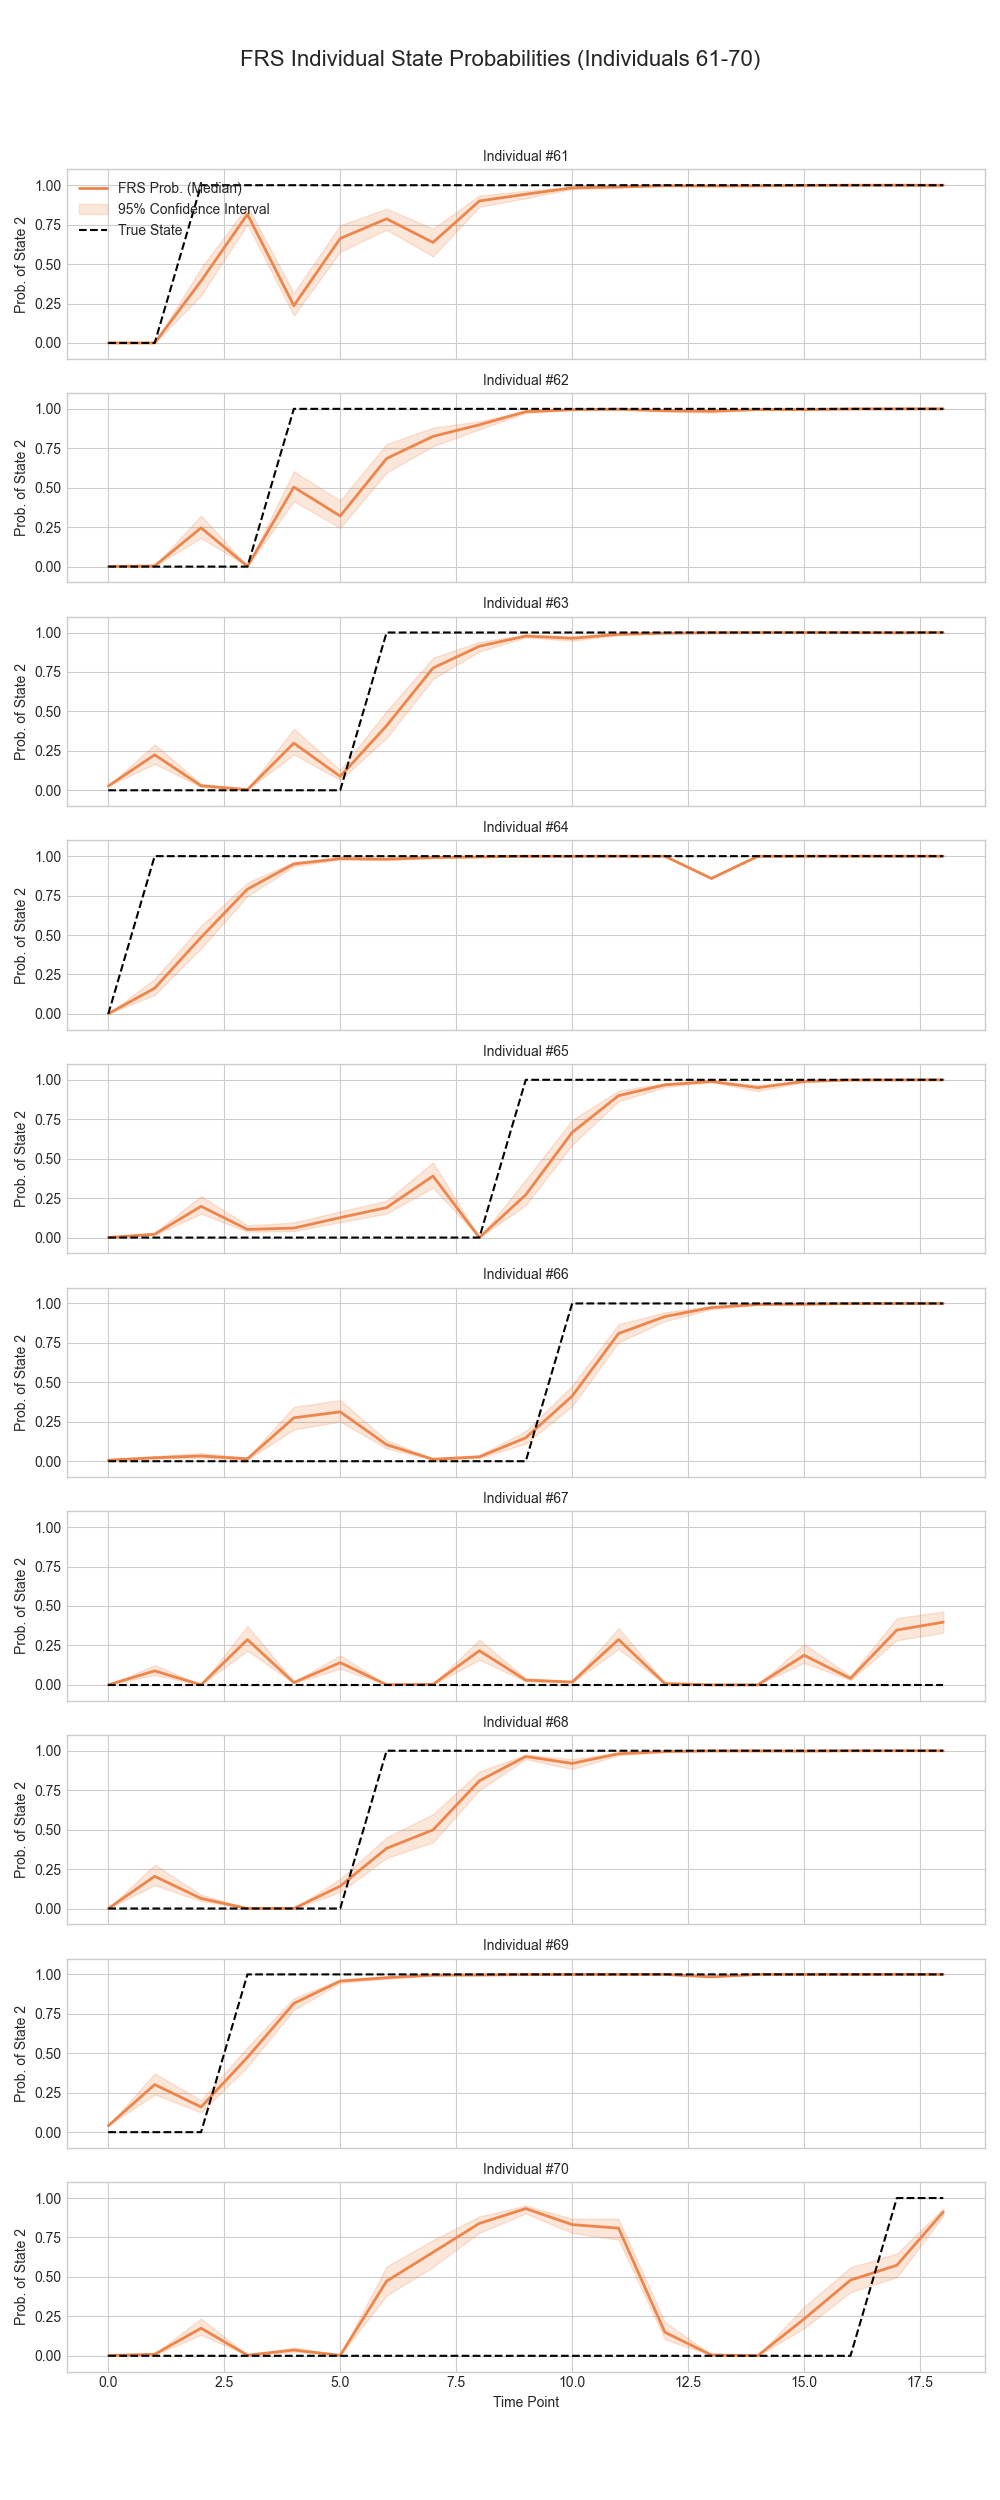 FRS Individual State Probabilities (Individuals 61-70)
Individual #61
FRS Prob. (Median)
95% Confidence Interval
True State
Prob. of State 2
1.00
0.75
0.50
0.25
0.00
Individual #62
Prob. of State 2
1.00
0.75
0.50
0.25
0.00
Individual #63
Prob. of State 2
1.00
0.75
0.50
0.25
0.00
Individual #64
Prob. of State 2
1.00
0.75
0.50
0.25
0.00
Individual #65
Prob. of State 2
1.00
0.75
0.50
0.25
0.00
Individual #66
Prob. of State 2
1.00
0.75
0.50
0.25
0.00
Individual #67
Prob. of State 2
1.00
0.75
0.50
0.25
0.00
Individual #68
Prob. of State 2
1.00
0.75
0.50
0.25
0.00
Individual #69
Prob. of State 2
1.00
0.75
0.50
0.25
0.00
Individual #70
Prob. of State 2
1.00
0.75
0.50
0.25
0.00
0.0 2.5 5.0 7.5 10.0 12.5 15.0 17.5
Time Point